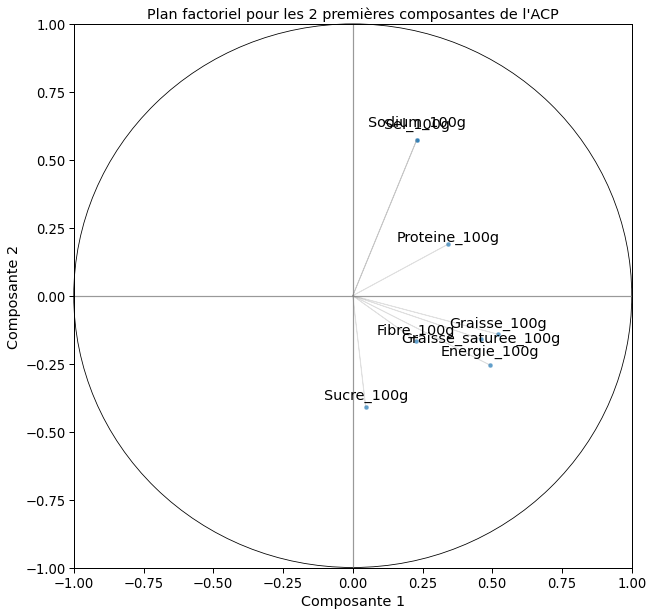 Plan factoriel pour les 2 premières composantes de l'ACP
1.00
0.75
0.50
0.25
0.00
−0.25
−0.50
−0.75
−1.00
Composante 2
Sodium_100g
Sel_100g
Proteine_100g
Graisse_100g
Fibre_100g
Graisse_saturee_100g
Energie_100g
Sucre_100g
−1.00
−0.75
−0.50
−0.25
0.00
0.25
0.50
0.75
1.00
Composante 1